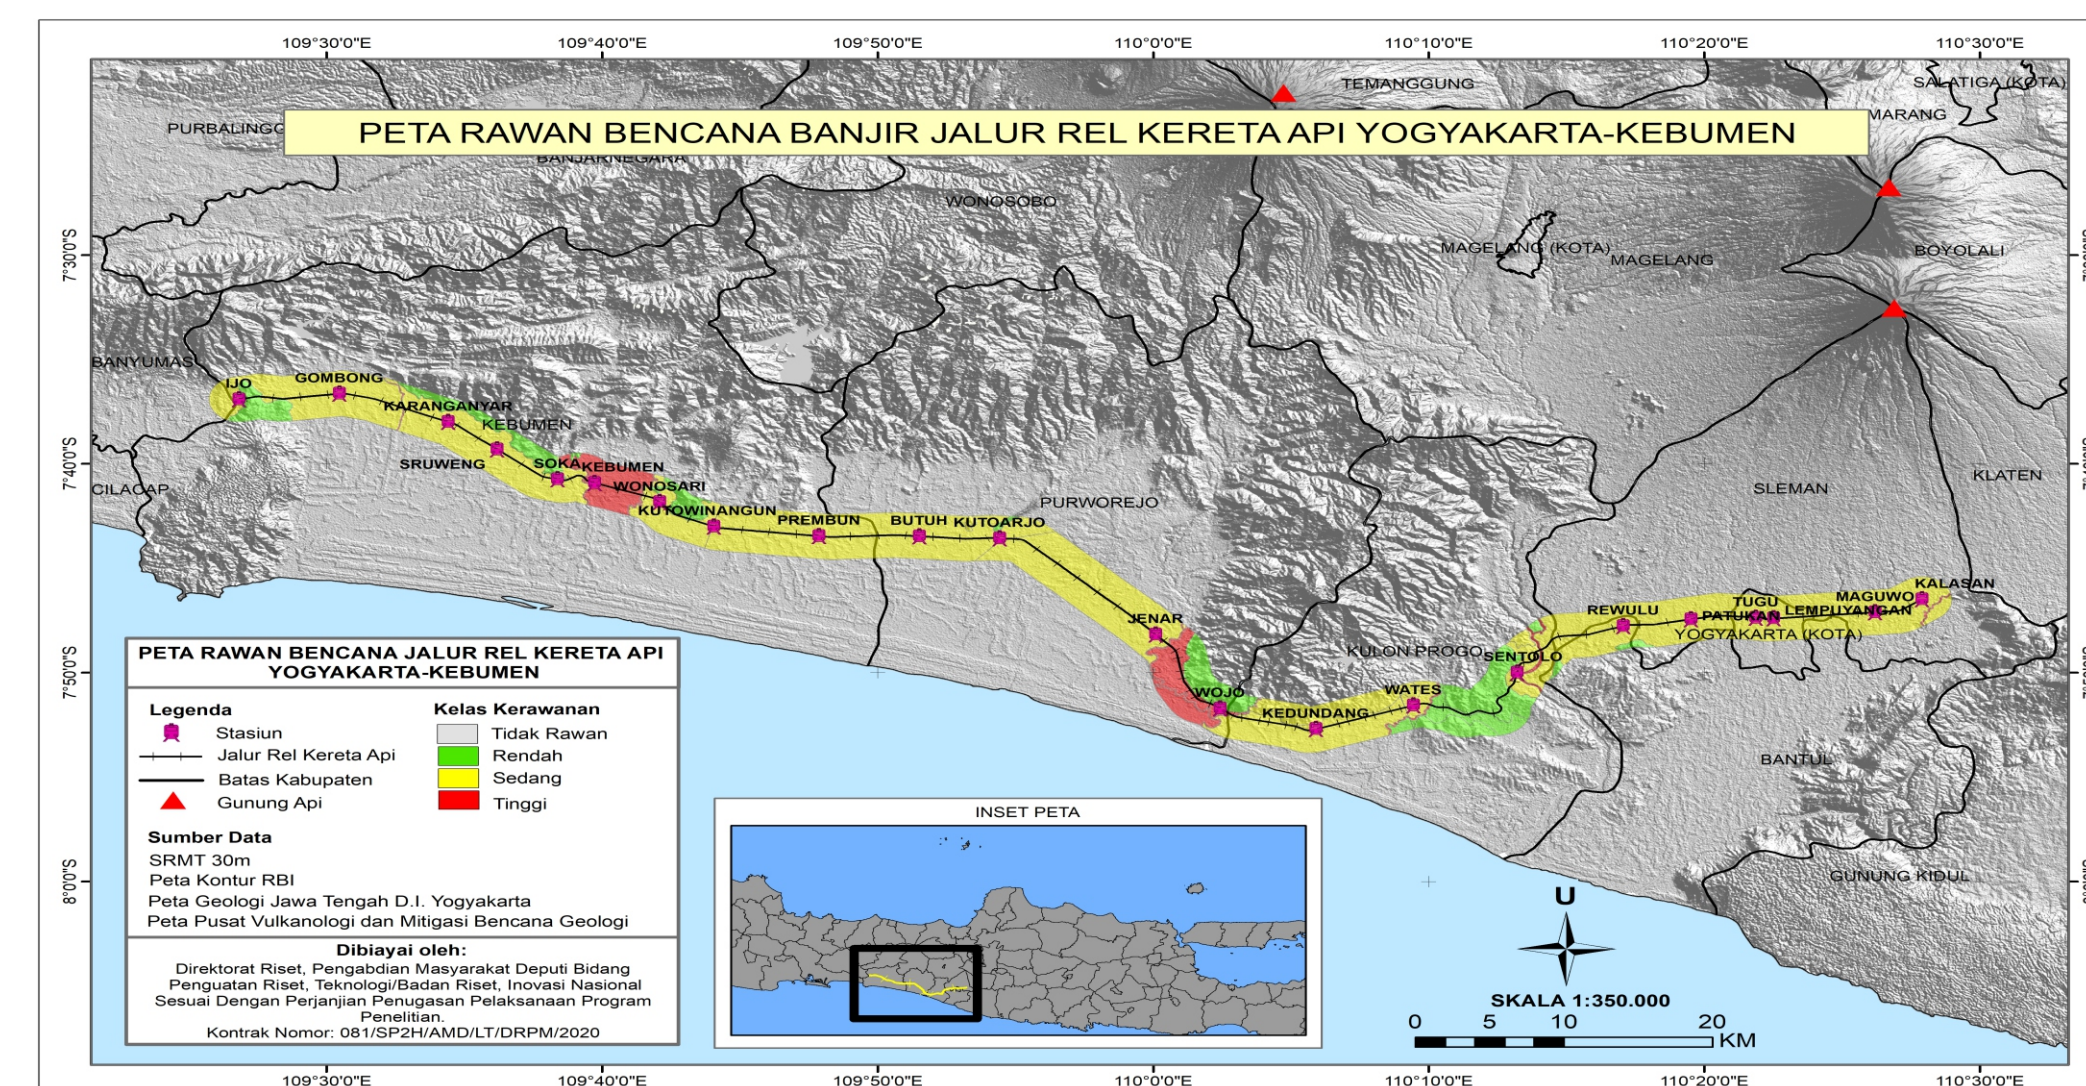 109°30'0"E 109°40'0"E 109°50'0"E 110°0'0"E 110°10'0"E 110°20'0"E 110°30'0"E
TEMANGGUNG
SALATIGA (KOTA)
MARANG
PURBALINGG
PETA RAWAN BENCANA BANJIR JALUR REL KERETA API YOGYAKARTA-KEBUMEN
BANJARNEGARA
WONOSOBO
7°30'0"S
MAGELANG (KOTA)
MAGELANG
BOYOLALI
BANYUMAS
IJO
GOMBONG
KARANGANYAR
KEBUMEN
SRUWENG
SOKA
KEBUMEN
WONOSARI
KUTOWINANGUN
PREMBUN
BUTUH
KUTOARJO
PURWOREJO
7°40'0"S
CILACAP
SLEMAN
KLATEN
JENAR
WOJO
KEDUNDANG
WATES
KULON PROGO
SENTOLO
REWULU
PATUKAN
TUGU
LEMPUYANGAN
MAGUWO
KALASAN
YOGYAKARTA (KOTA)
7°50'0"S
BANTUL
GUNUNG KIDUL
8°0'0"S
PETA RAWAN BENCANA JALUR REL KERETA API
YOGYAKARTA-KEBUMEN
Legenda
Stasiun
Jalur Rel Kereta Api
Batas Kabupaten
Gunung Api
Kelas Kerawanan
Tidak Rawan
Rendah
Sedang
Tinggi
Sumber Data
SRMT 30m
Peta Kontur RBI
Peta Geologi Jawa Tengah D.I. Yogyakarta
Peta Pusat Vulkanologi dan Mitigasi Bencana Geologi
Dibiayai oleh:
Direktorat Riset, Pengabdian Masyarakat Deputi Bidang
Penguatan Riset, Teknologi/Badan Riset, Inovasi Nasional
Sesuai Dengan Perjanjian Penugasan Pelaksanaan Program
Penelitian.
Kontrak Nomor: 081/SP2H/AMD/LT/DRPM/2020
INSET PETA
U
SKALA 1:350.000
0 5 10 20
KM
109°30'0"E 109°40'0"E 109°50'0"E 110°0'0"E 110°10'0"E 110°20'0"E 110°30'0"E